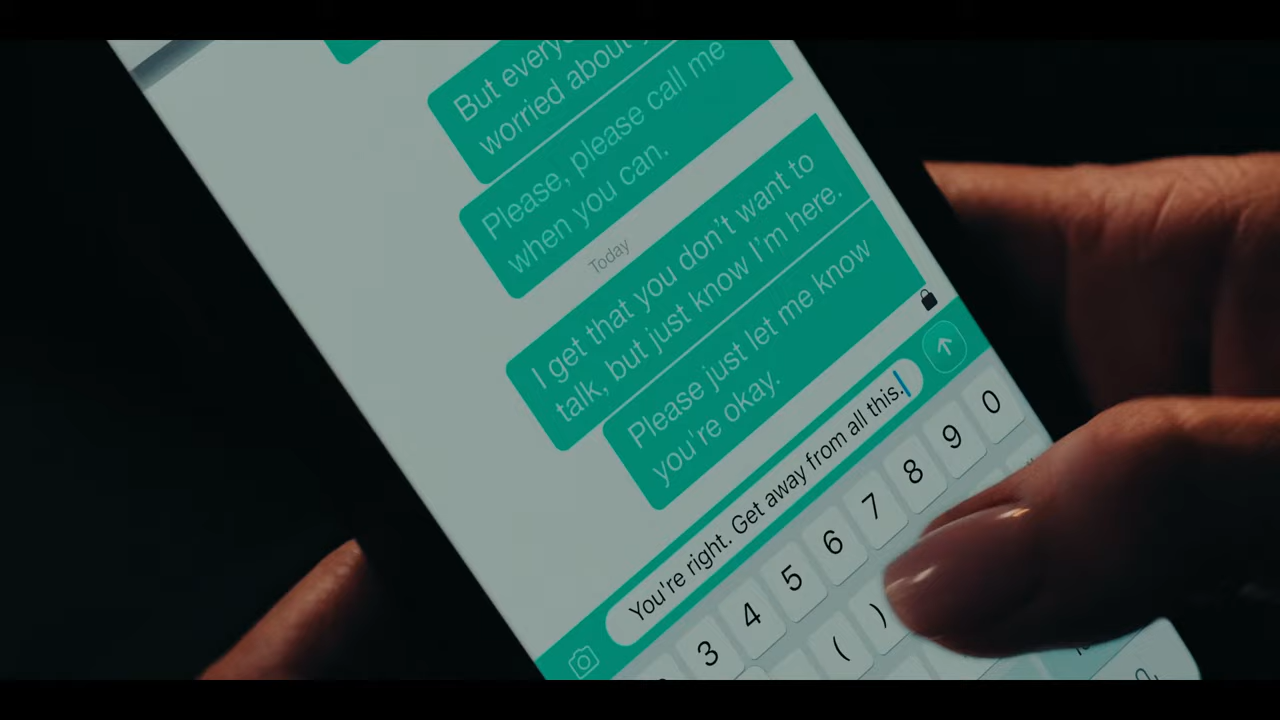 But every
worried about
Please, please call me
when you can.
Today
I get that you don't want to
talk, but just know I'm here.
Please just let me know
you're okay.
You're right. Get away from all this.
3 4 5 6 7 8 9 0
( )